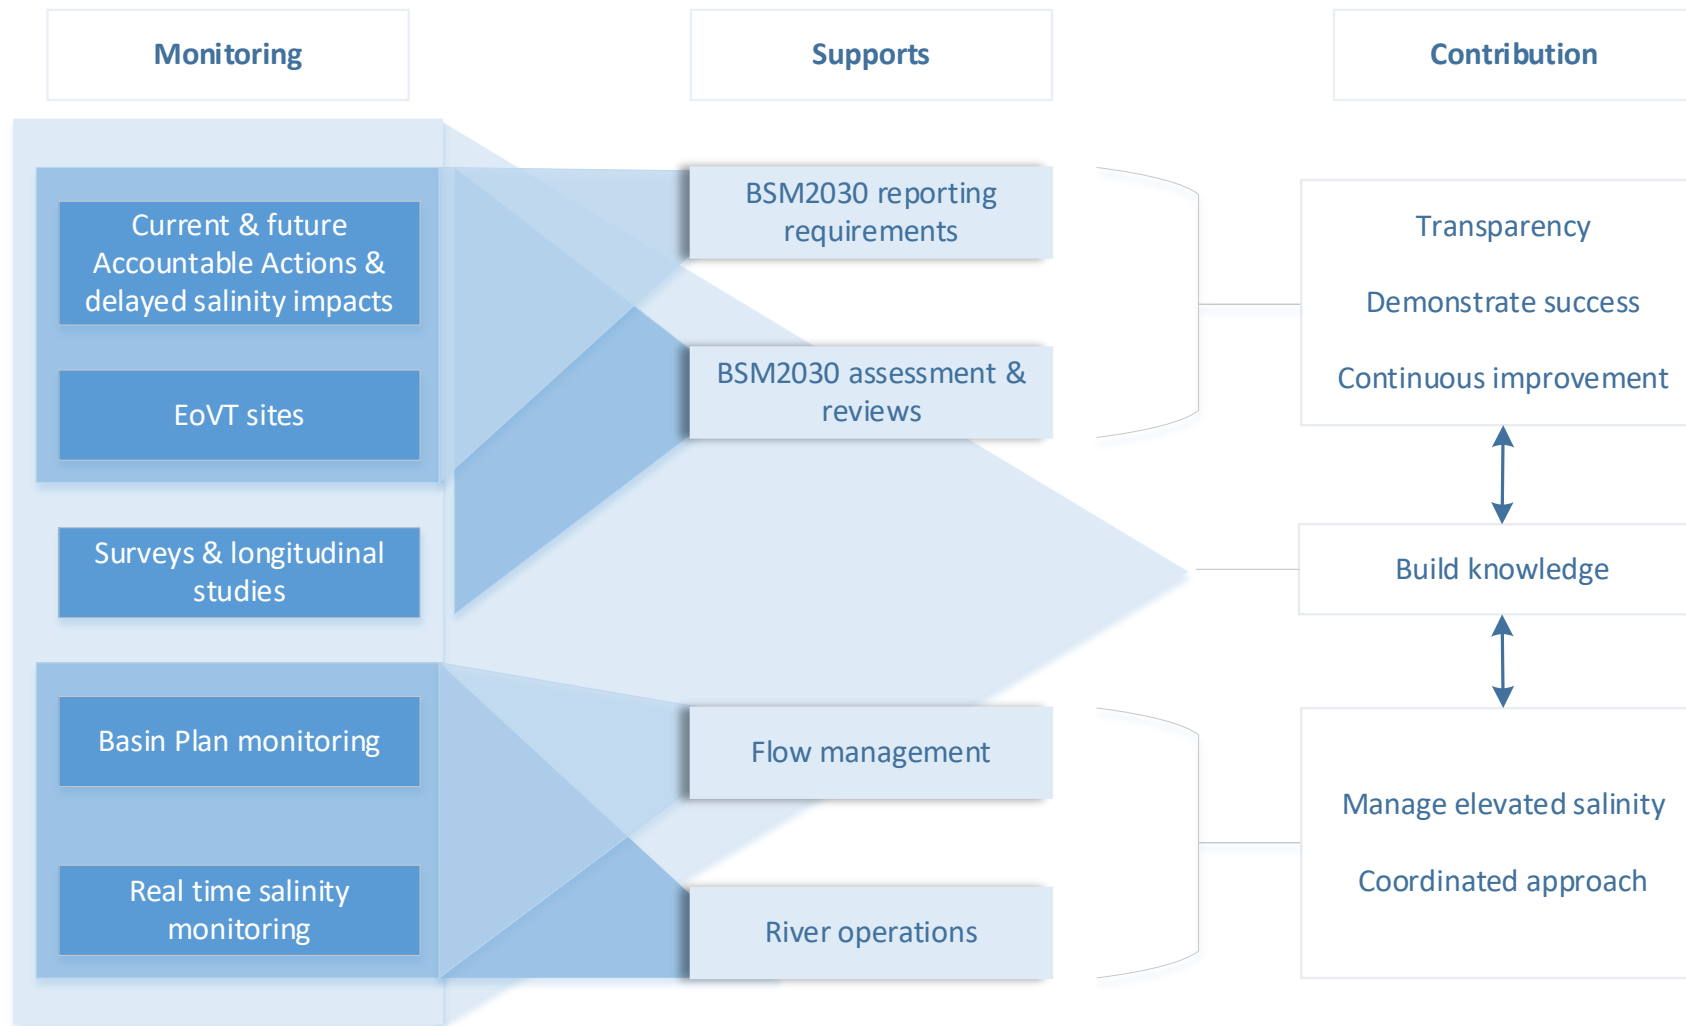 Monitoring
Supports
Contribution
Current & future
Accountable Actions &
delayed salinity impacts
EoVT sites
Surveys & longitudinal
studies
Basin Plan monitoring
Real time salinity
monitoring
BSM2030 reporting
requirements
BSM2030 assessment &
reviews
Flow management
River operations
Transparency
Demonstrate success
Continuous improvement
Build knowledge
Manage elevated salinity
Coordinated approach